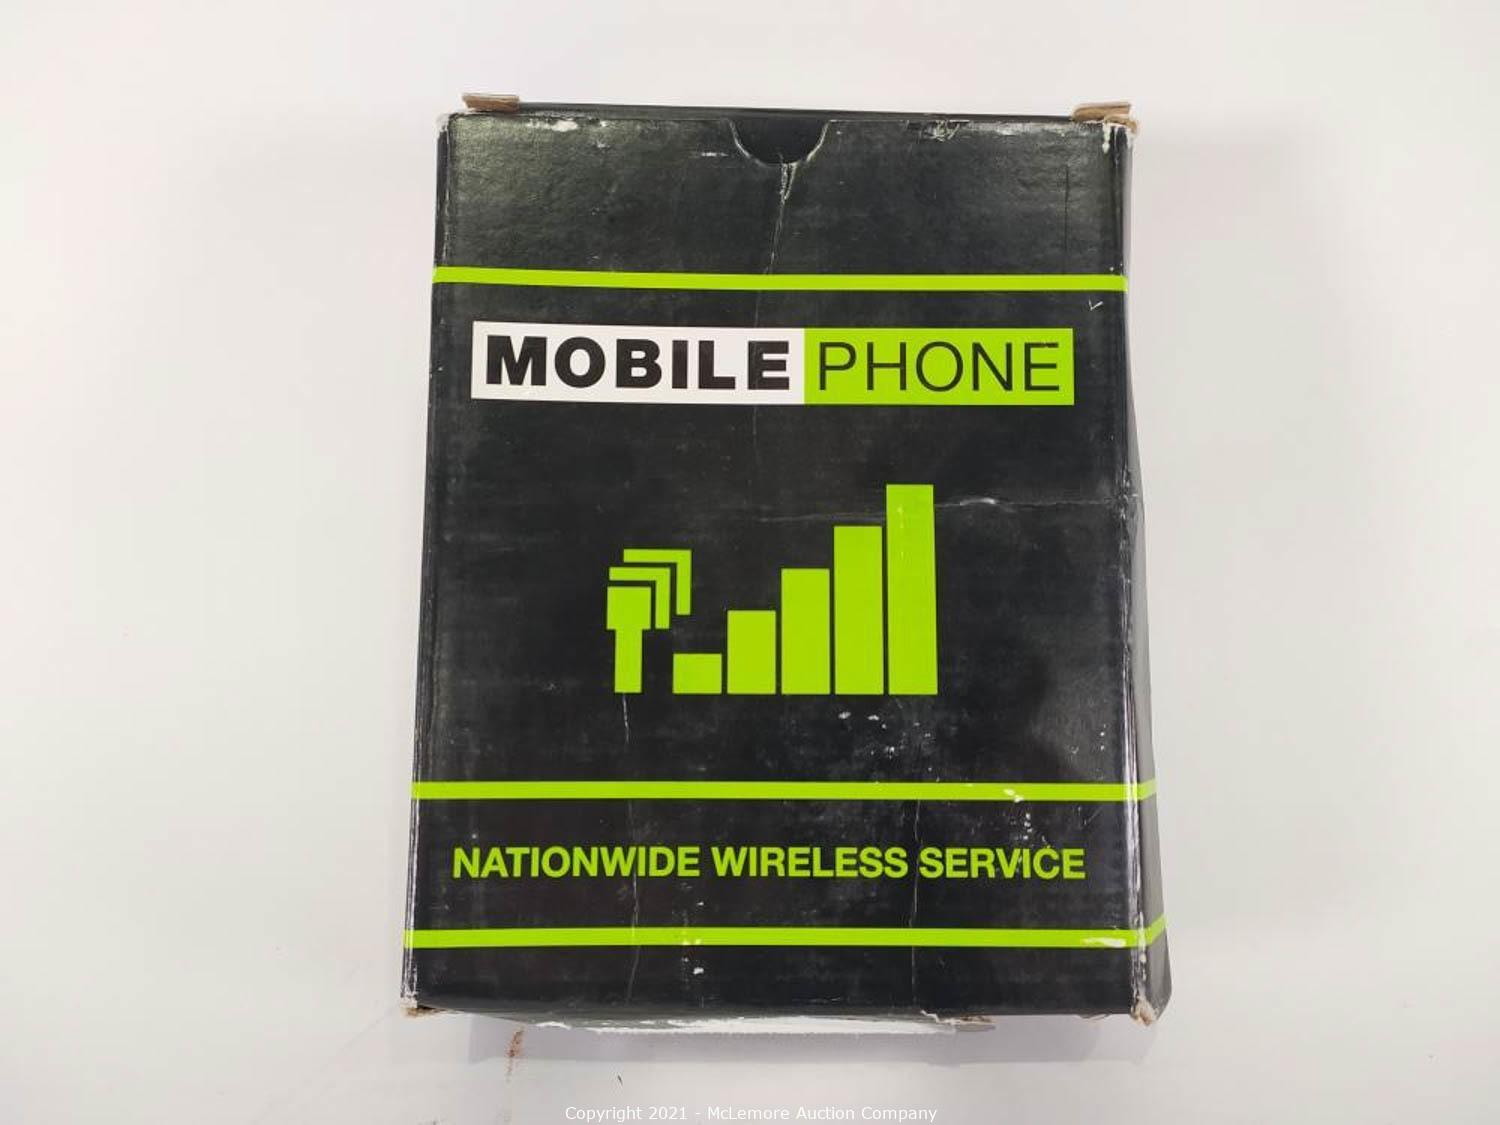 MOBILE PHONE
NATIONWIDE WIRELESS SERVICE
Copyright 2021 - McLemore Auction Company